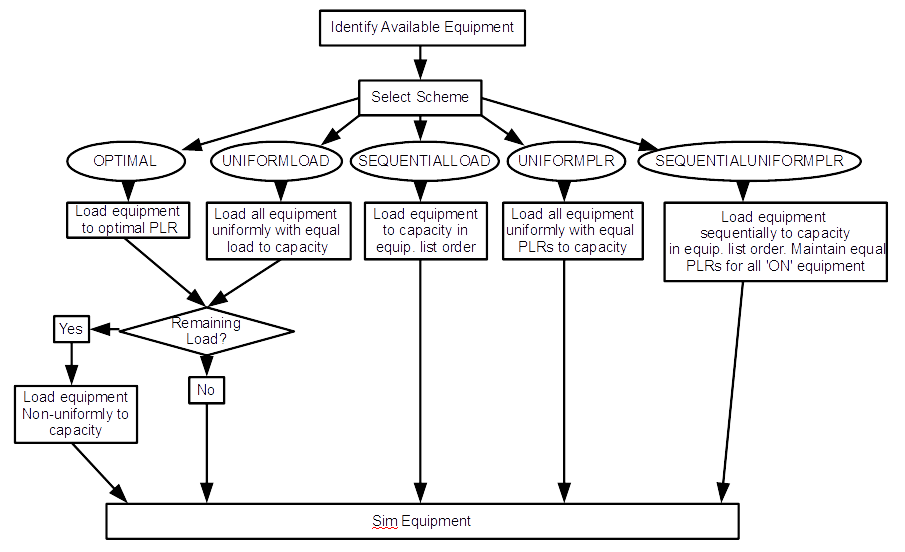 Identify Available Equipment
Select Scheme
OPTIMAL
UNIFORMLOAD
SEQUENTIALLOAD
UNIFORMPLR
SEQUENTIALUNIFORMPLR
Load equipment
to optimal PLR
Load all equipment
uniformly with equal
load to capacity
Load equipment
to capacity in
equip. list order
Load all equipment
uniformly with equal
PLRs to capacity
Load equipment
sequentially to capacity
in equip. list order. Maintain equal
PLRs for all 'ON' equipment
Remaining
Load?
Yes
No
Load equipment
Non-uniformly to
capacity
Sim Equipment